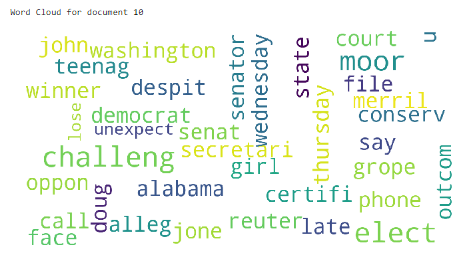 Word Cloud for document 10
john
washington
teenag
winner
despit
lose
democrat
unexpect
senat
senator
wednesday
state
court
u
moor
file
merril
conserv
say
challeng
secretari
girl
thursday
grope
oppon
doug
alabama
certifi
phone
outcom
call
face
alleg
jone
reuter
late
elect